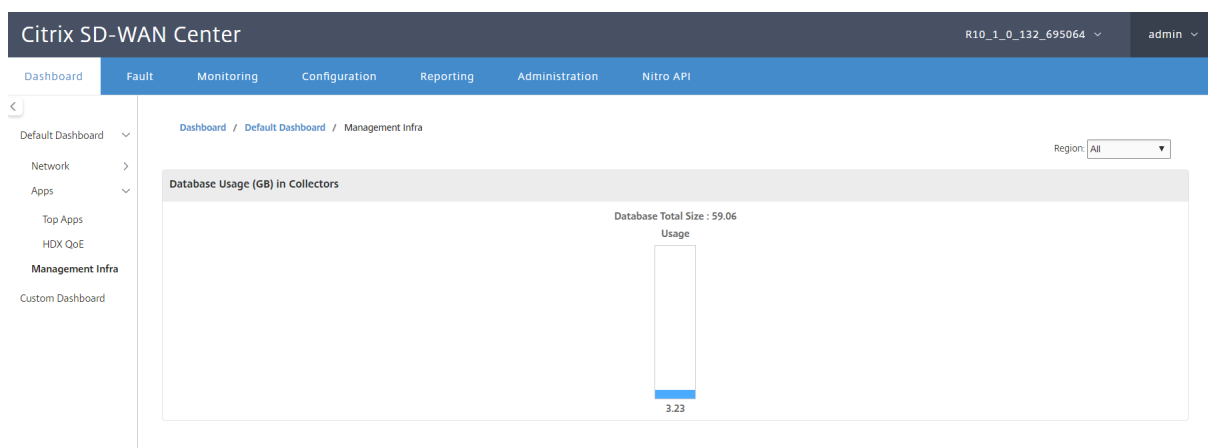 Citrix SD-WAN Center
R10_1_0_132_695064
admin
Dashboard Fault Monitoring Configuration Reporting Administration Nitro API
Default Dashboard
Network
Apps
Top Apps
HDX QoE
Management Infra
Custom Dashboard
Dashboard / Default Dashboard / Management Infra
Region: All
Database Usage (GB) in Collectors
Database Total Size : 59.06
Usage
3.23